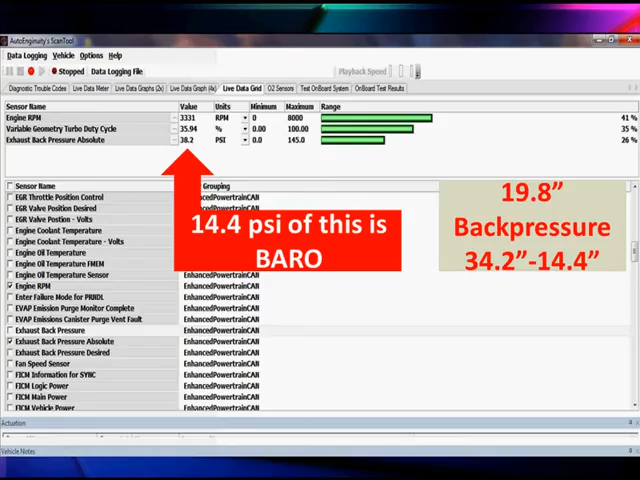 AutoEnginuity's ScanTool
Data Logging Vehicle Options Help
Stopped Data Logging File Playback Speed
Diagnostic Trouble Codes Live Data Meter Live Data Graphs (2x) Live Data Graph (4x) Live Data Grid O2 Sensors Test OnBoard System OnBoard Test Results
Sensor Name Value Units Minimum Maximum Range
Engine RPM 3331 RPM 0 8000 41 %
Variable Geometry Turbo Duty Cycle 35.94 % 0.00 100.00 35 %
Exhaust Back Pressure Absolute 38.2 PSI 0.0 145.0 26 %
Sensor Name Grouping
EGR Throttle Position Control EnhancedPowertrainCAN
EGR Valve Position Desired
EGR Valve Postion - Volts
Engine Coolant Temperature
Engine Coolant Temperature - Volts
Engine Oil Temperature
Engine Oil Temperature FMEM
Engine Oil Temperature Sensor EnhancedPowertrainCAN
Engine RPM EnhancedPowertrainCAN
Enter Failure Mode for PRNDL EnhancedPowertrainCAN
EVAP Emission Purge Monitor Complete EnhancedPowertrainCAN
EVAP Emissions Canister Purge Vent Fault EnhancedPowertrainCAN
Exhaust Back Pressure EnhancedPowertrainCAN
Exhaust Back Pressure Absolute EnhancedPowertrainCAN
Exhaust Back Pressure Desired EnhancedPowertrainCAN
Fan Speed Sensor EnhancedPowertrainCAN
FICM Information for SYNC EnhancedPowertrainCAN
FICM Logic Power EnhancedPowertrainCAN
FICM Main Power EnhancedPowertrainCAN
FICM Vehicle Power EnhancedPowertrainCAN
14.4 psi of this is
BARO
19.8”
Backpressure
34.2”-14.4”
Actuation
Vehicle Notes